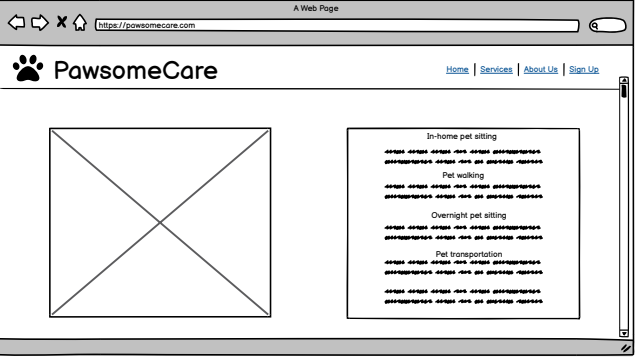 A Web Page
https://pawsomecare.com
PawsomeCare
Home | Services | About Us | Sign Up
In-home pet sitting
Pet walking
Overnight pet sitting
Pet transportation